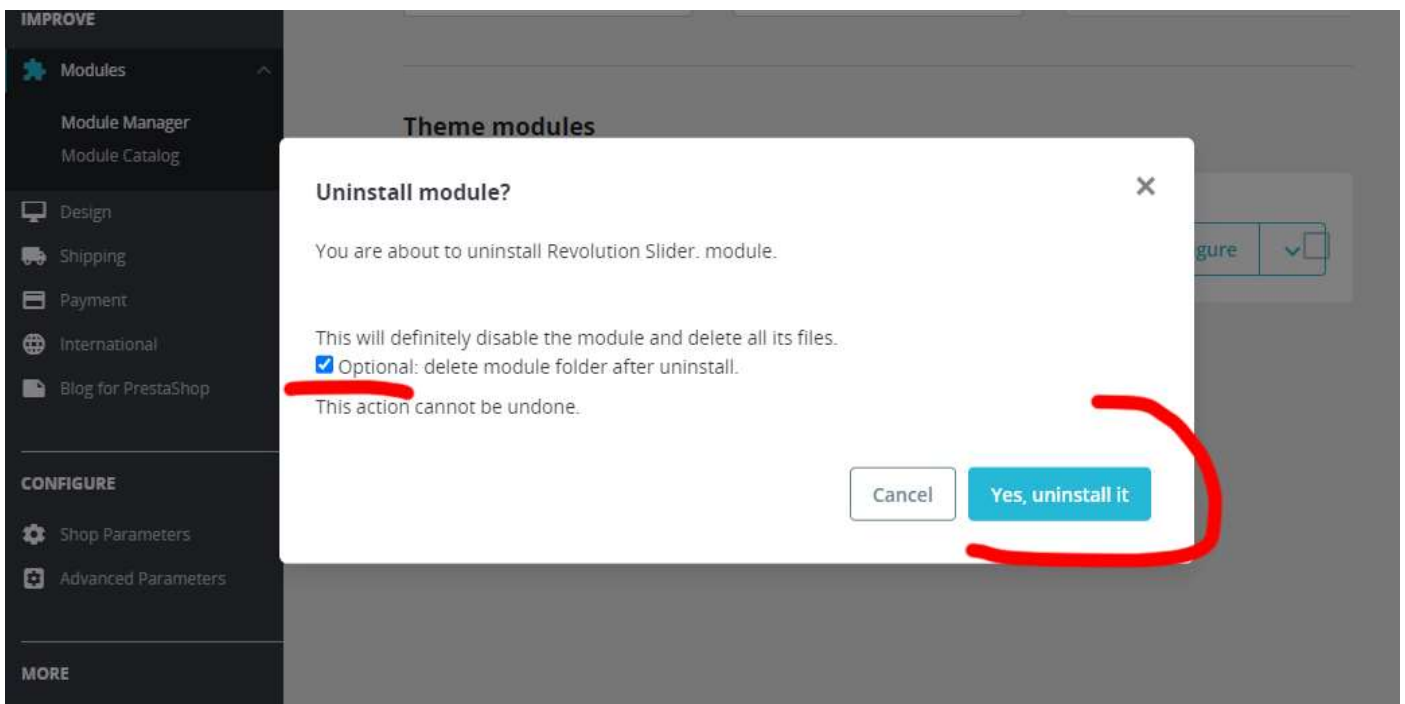 IMPROVE
Modules
Module Manager
Module Catalog
Design
Shipping
Payment
International
Blog for PrestaShop
CONFIGURE
Shop Parameters
Advanced Parameters
MORE
Theme modules
gure
Uninstall module?
You are about to uninstall Revolution Slider. module.
This will definitely disable the module and delete all its files.
Optional: delete module folder after uninstall.
This action cannot be undone.
Cancel
Yes, uninstall it